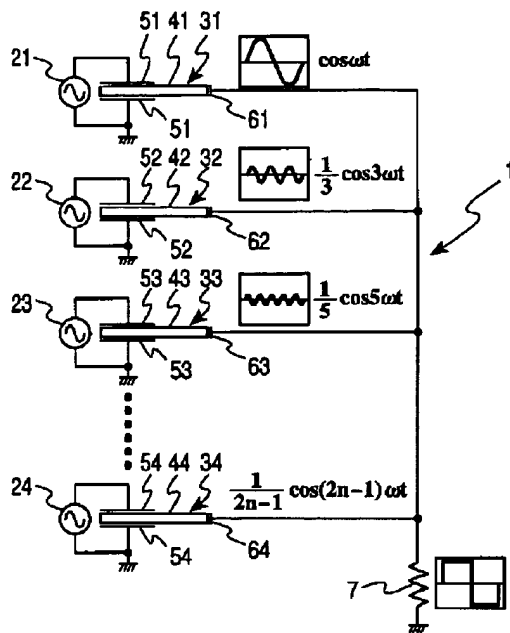 51 41 31
21
cosωt
61
51
52 42 32
22
1/3 cos3ωt
1
62
52
53 43 33
23
1/5 cos5ωt
63
53
54 44 34
24
1/2n-1 cos(2n-1)ωt
64
54
7